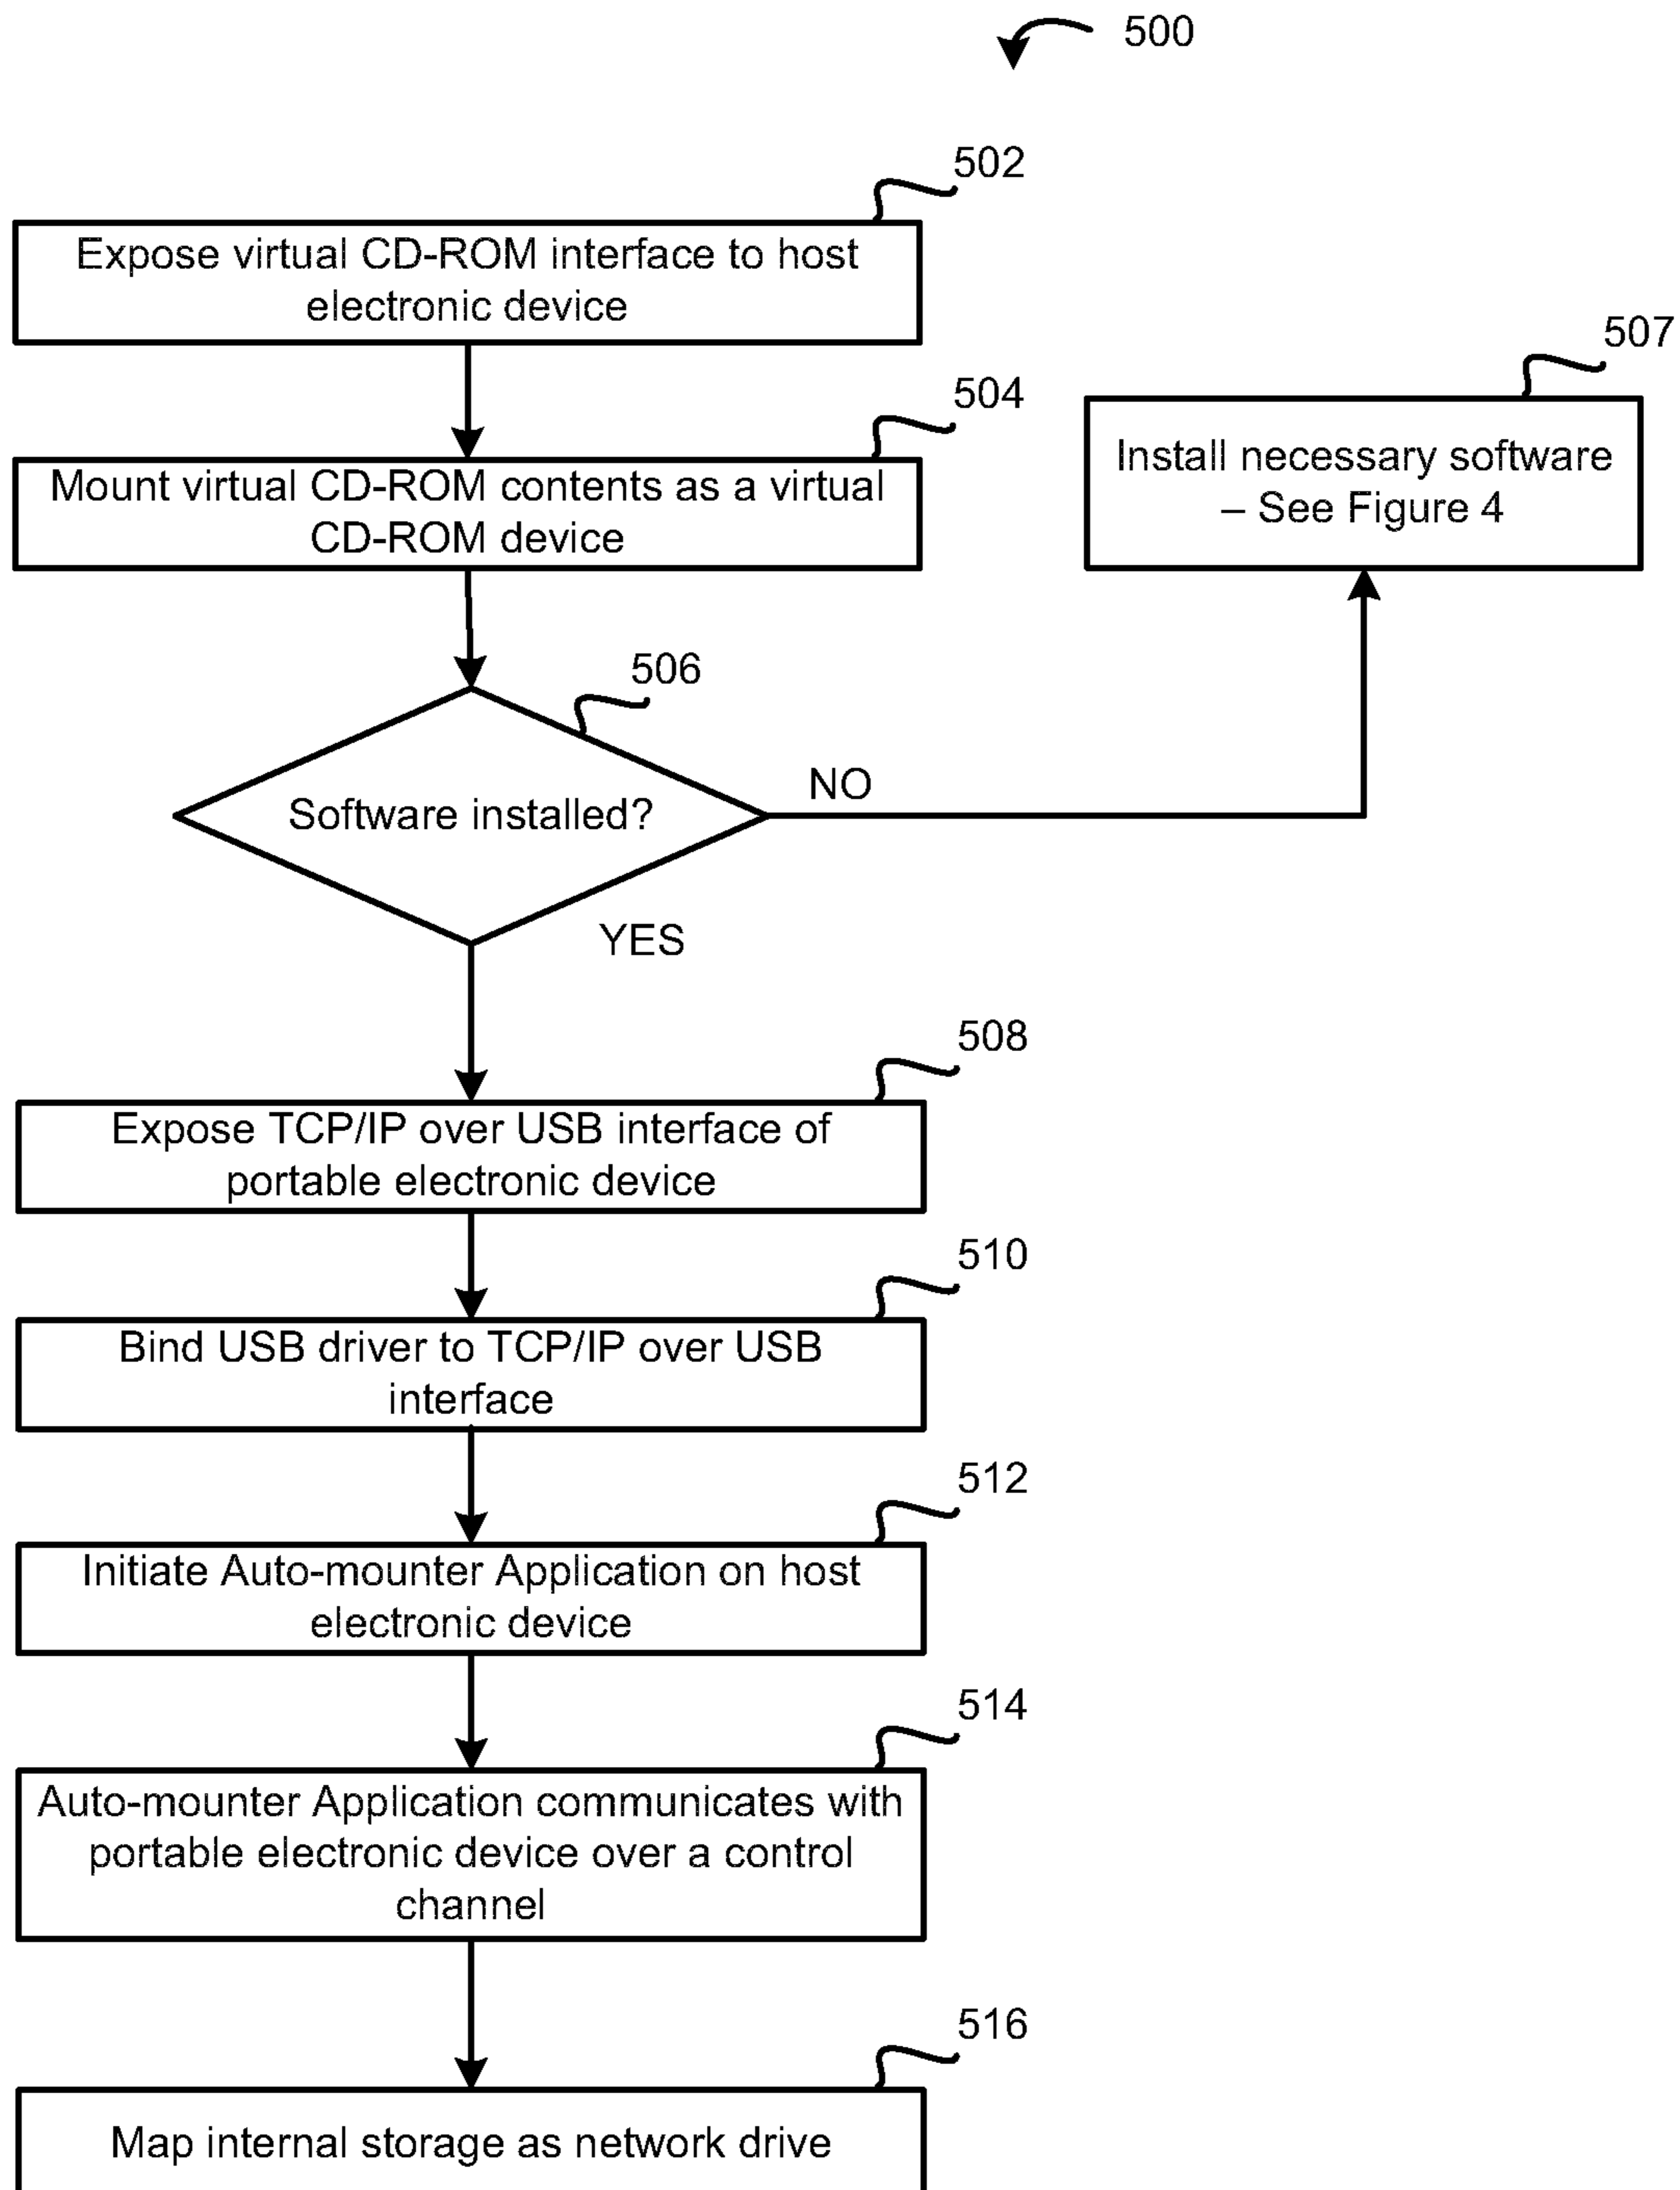 500
502
Expose virtual CD-ROM interface to host
electronic device
504
Mount virtual CD-ROM contents as a virtual
CD-ROM device
507
Install necessary software
– See Figure 4
506
Software installed?
NO
YES
508
Expose TCP/IP over USB interface of
portable electronic device
510
Bind USB driver to TCP/IP over USB
interface
512
Initiate Auto-mounter Application on host
electronic device
514
Auto-mounter Application communicates with
portable electronic device over a control
channel
516
Map internal storage as network drive